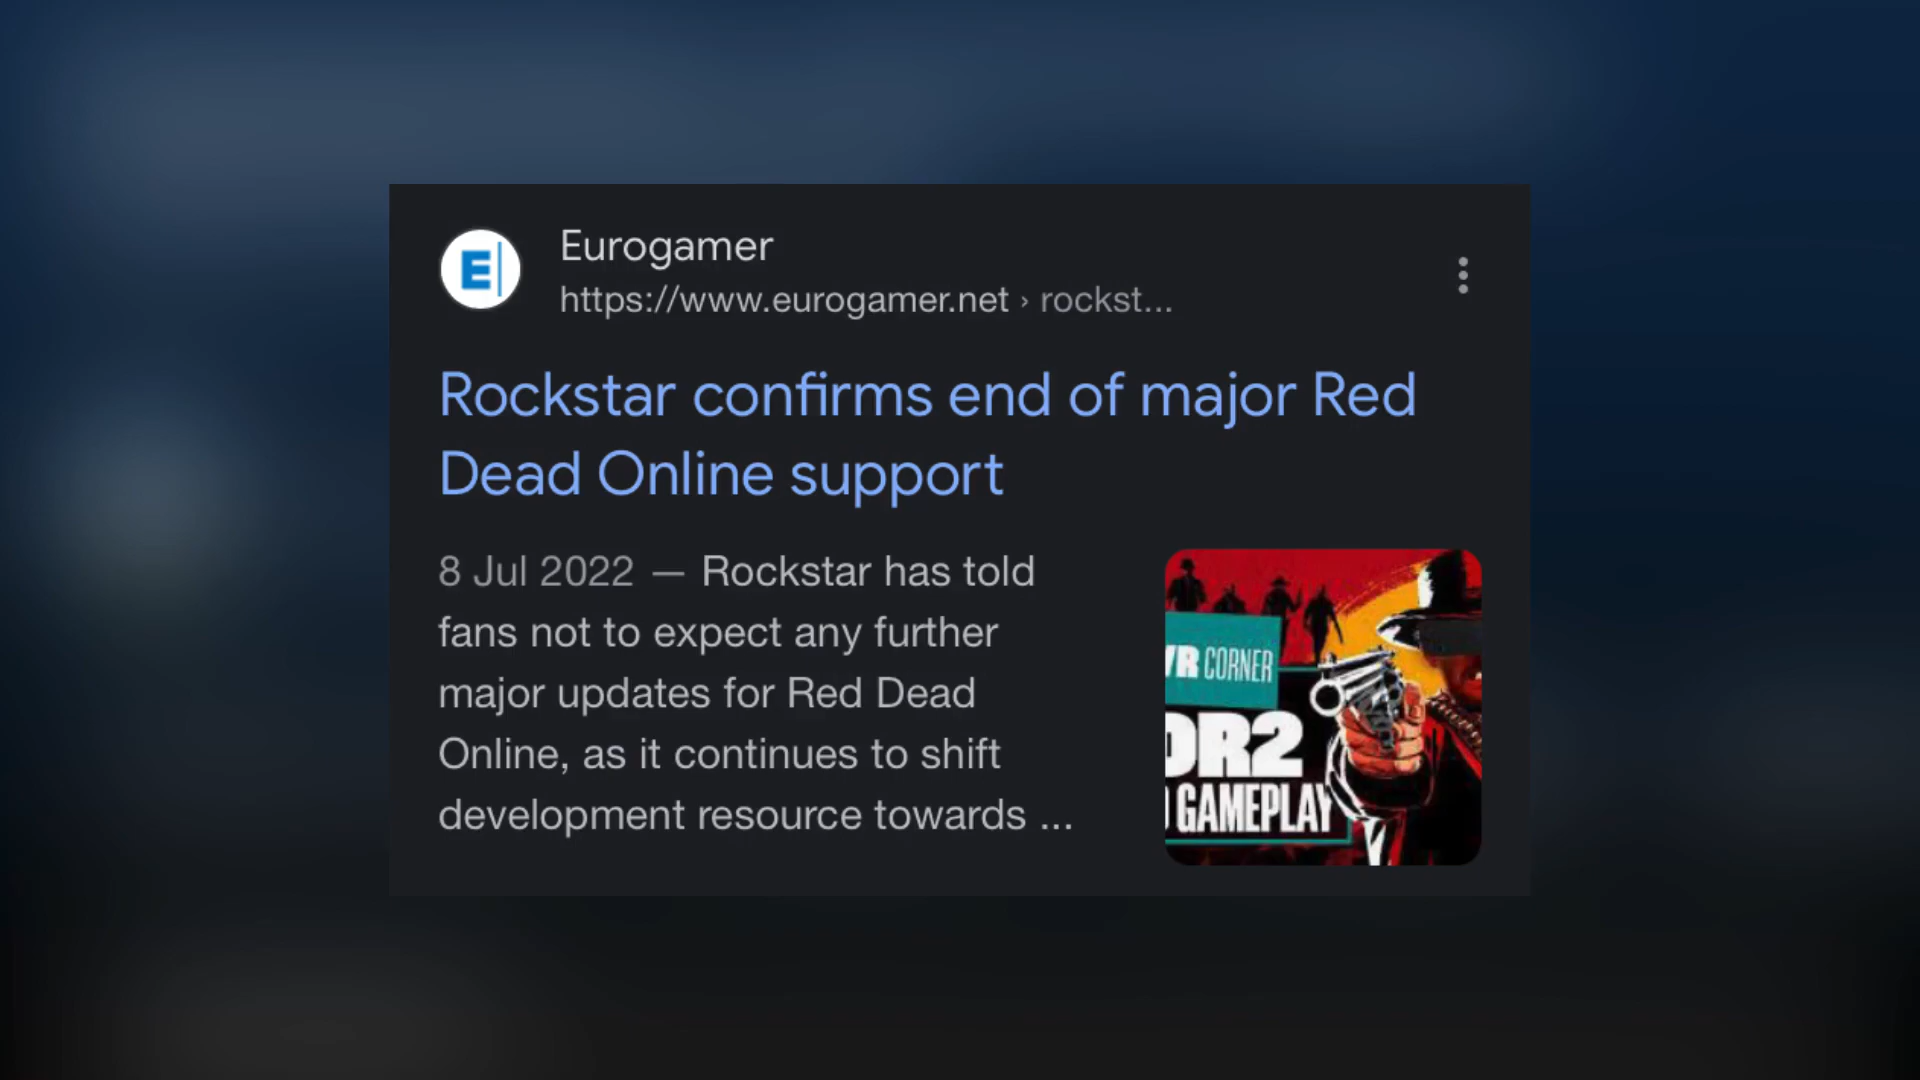 E
Eurogamer
https://www.eurogamer.net › rockst...
Rockstar confirms end of major Red
Dead Online support
8 Jul 2022 — Rockstar has told
fans not to expect any further
major updates for Red Dead
Online, as it continues to shift
development resource towards ...
VR CORNER
DR2
GAMEPLAY